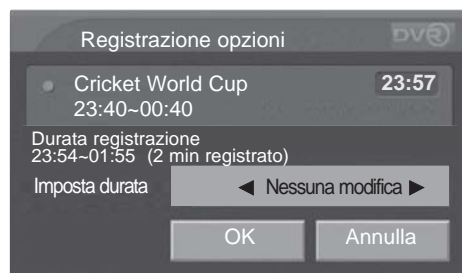 Registrazione opzioni DVR
Cricket World Cup 23:57
23:40~00:40
Durata registrazione
23:54~01:55 (2 min registrato)
Imposta durata ◀ Nessuna modifica ▶
OK Annulla